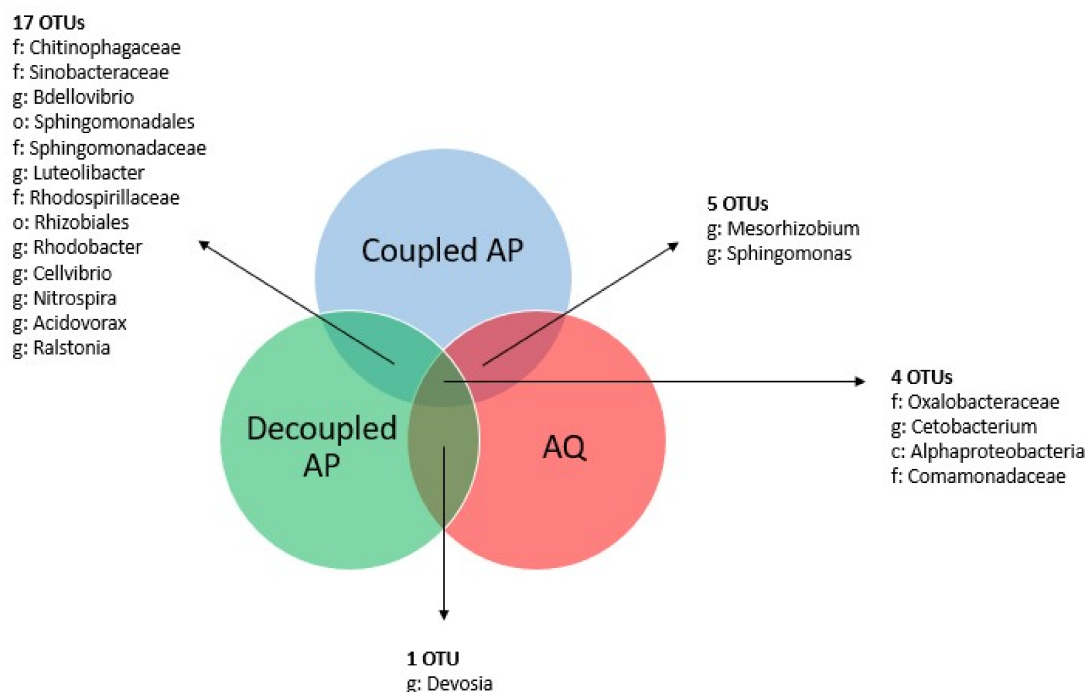 17 OTUs
f: Chitinophagaceae
f: Sinobacteraceae
g: Bdellovibrio
o: Sphingomonadales
f: Sphingomonadaceae
g: Luteolibacter
f: Rhodospirillaceae
o: Rhizobiales
g: Rhodobacter
g: Cellvibrio
g: Nitrospira
g: Acidovorax
g: Ralstonia
Coupled AP
5 OTUs
g: Mesorhizobium
g: Sphingomonas
Decoupled
AP
AQ
4 OTUs
f: Oxalobacteraceae
g: Cetobacterium
c: Alphaproteobacteria
f: Comamonadaceae
1 OTU
g: Devosia